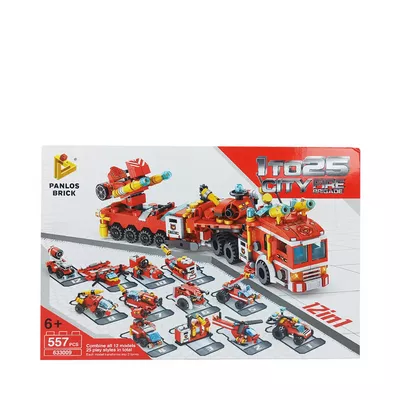 PANLOS
BRICK
1TO25
CITY FIRE
BRIGADE
12in1
6+
557 PCS
633009
Combine all 12 models
25 play styles in total